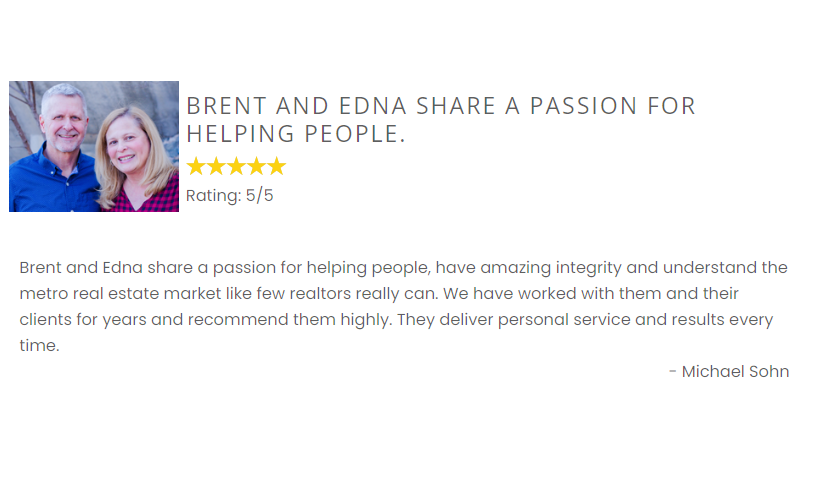 BRENT AND EDNA SHARE A PASSION FOR
HELPING PEOPLE.
Rating: 5/5
Brent and Edna share a passion for helping people, have amazing integrity and understand the
metro real estate market like few realtors really can. We have worked with them and their
clients for years and recommend them highly. They deliver personal service and results every
time.
- Michael Sohn